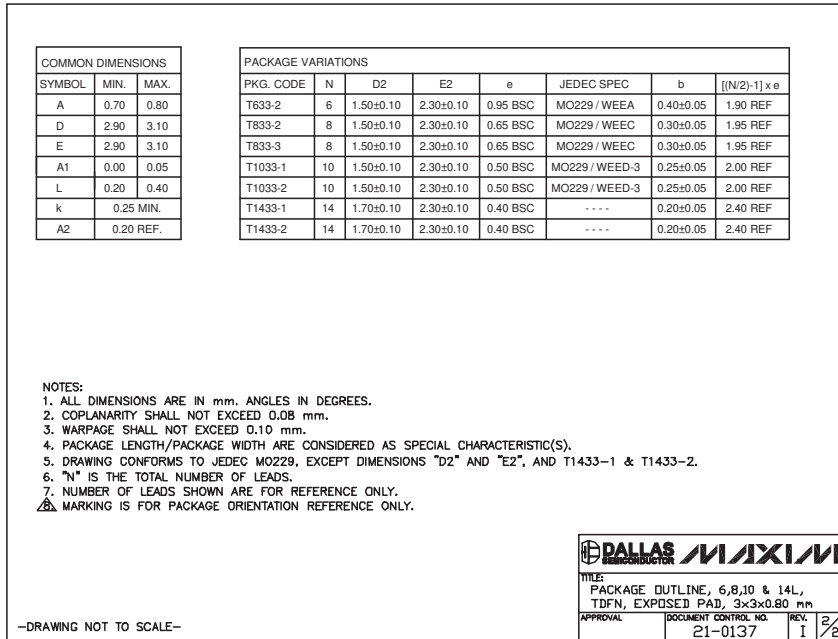 COMMON DIMENSIONS
SYMBOL MIN. MAX.
A 0.70 0.80
D 2.90 3.10
E 2.90 3.10
A1 0.00 0.05
L 0.20 0.40
k 0.25 MIN.
A2 0.20 REF.
PACKAGE VARIATIONS
PKG. CODE N D2 E2 e JEDEC SPEC b [(N/2)-1] x e
T633-2 6 1.50±0.10 2.30±0.10 0.95 BSC MO229 / WEEA 0.40±0.05 1.90 REF
T833-2 8 1.50±0.10 2.30±0.10 0.65 BSC MO229 / WEEC 0.30±0.05 1.95 REF
T833-3 8 1.50±0.10 2.30±0.10 0.65 BSC MO229 / WEEC 0.30±0.05 1.95 REF
T1033-1 10 1.50±0.10 2.30±0.10 0.50 BSC MO229 / WEED-3 0.25±0.05 2.00 REF
T1033-2 10 1.50±0.10 2.30±0.10 0.50 BSC MO229 / WEED-3 0.25±0.05 2.00 REF
T1433-1 14 1.70±0.10 2.30±0.10 0.40 BSC - - - - 0.20±0.05 2.40 REF
T1433-2 14 1.70±0.10 2.30±0.10 0.40 BSC - - - - 0.20±0.05 2.40 REF
NOTES:
1. ALL DIMENSIONS ARE IN mm. ANGLES IN DEGREES.
2. COPLANARITY SHALL NOT EXCEED 0.08 mm.
3. WARPAGE SHALL NOT EXCEED 0.10 mm.
4. PACKAGE LENGTH/PACKAGE WIDTH ARE CONSIDERED AS SPECIAL CHARACTERISTIC(S).
5. DRAWING CONFORMS TO JEDEC MO229, EXCEPT DIMENSIONS "D2" AND "E2", AND T1433-1 & T1433-2.
6. "N" IS THE TOTAL NUMBER OF LEADS.
7. NUMBER OF LEADS SHOWN ARE FOR REFERENCE ONLY.
8. MARKING IS FOR PACKAGE ORIENTATION REFERENCE ONLY.
DALLAS SEMICONDUCTOR MAXIM
TITLE:
PACKAGE OUTLINE, 6,8,10 & 14L,
TDFN, EXPOSED PAD, 3x3x0.80 mm
APPROVAL DOCUMENT CONTROL NO. REV.
21-0137 I 2/2
-DRAWING NOT TO SCALE-